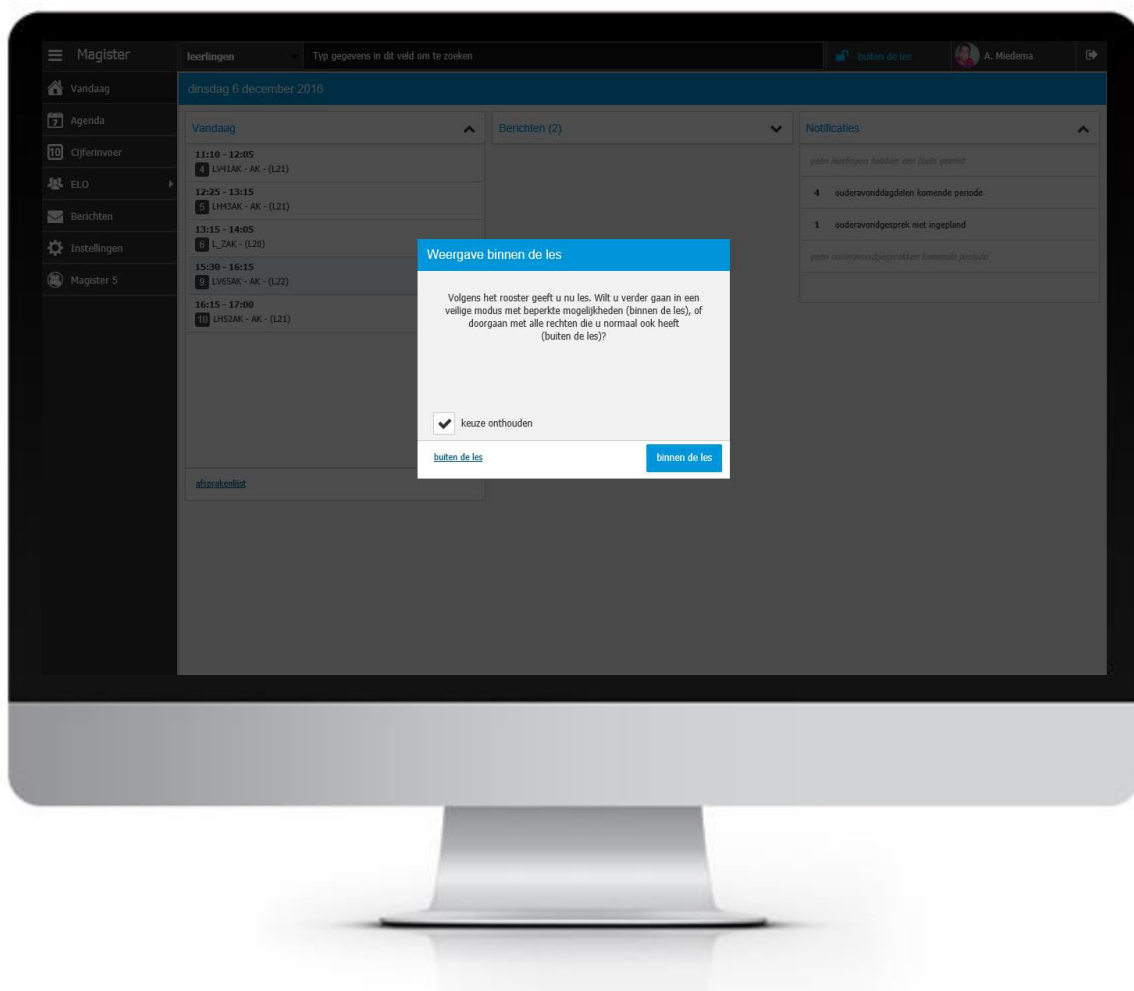 Magister
leerlingen
Typ gegevens in dit veld om te zoeken
buiten de les
A. Miedema
Vandaag
7 Agenda
10 Cijferinvoer
ELO
Berichten
Instellingen
Magister 5
dinsdag 6 december 2016
Vandaag
11:10 - 12:05
4 LV41AK - AK - (L21)
12:25 - 13:15
5 LH43AK - AK - (L21)
13:15 - 14:05
6 L_ZAK - (L20)
15:30 - 16:15
9 LV65AK - AK - (L22)
16:15 - 17:00
10 LH52AK - AK - (L21)
afsprakenlijst
Berichten (2)
Notificaties
geen leerlingen hebben een toets gemist
4 ouderavonddagdelen komende periode
1 ouderavondgesprek niet ingepland
geen ouderavondgesprekken komende periode
Weergave binnen de les
Volgens het rooster geeft u nu les. Wilt u verder gaan in een
veilige modus met beperkte mogelijkheden (binnen de les), of
doorgaan met alle rechten die u normaal ook heeft
(buiten de les)?
keuze onthouden
buiten de les
binnen de les